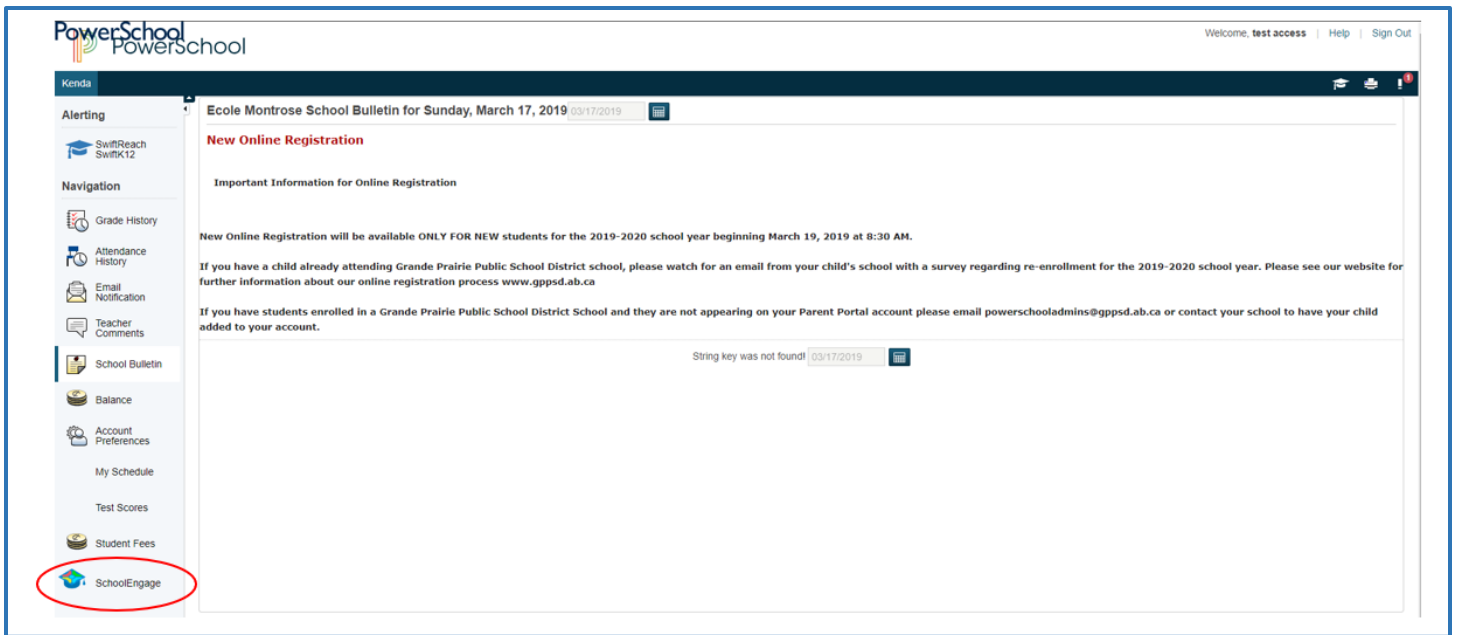 PowerSchool
PowerSchool
Welcome, test access | Help | Sign Out
Kenda
1
Alerting
SwiftReach
SwiftK12
Navigation
Grade History
Attendance
History
Email
Notification
Teacher
Comments
School Bulletin
Balance
Account
Preferences
My Schedule
Test Scores
Student Fees
SchoolEngage
Ecole Montrose School Bulletin for Sunday, March 17, 2019 03/17/2019
New Online Registration
Important Information for Online Registration
New Online Registration will be available ONLY FOR NEW students for the 2019-2020 school year beginning March 19, 2019 at 8:30 AM.
If you have a child already attending Grande Prairie Public School District school, please watch for an email from your child's school with a survey regarding re-enrollment for the 2019-2020 school year. Please see our website for
further information about our online registration process www.gppsd.ab.ca
If you have students enrolled in a Grande Prairie Public School District School and they are not appearing on your Parent Portal account please email powerschooladmins@gppsd.ab.ca or contact your school to have your child
added to your account.
String key was not found! 03/17/2019